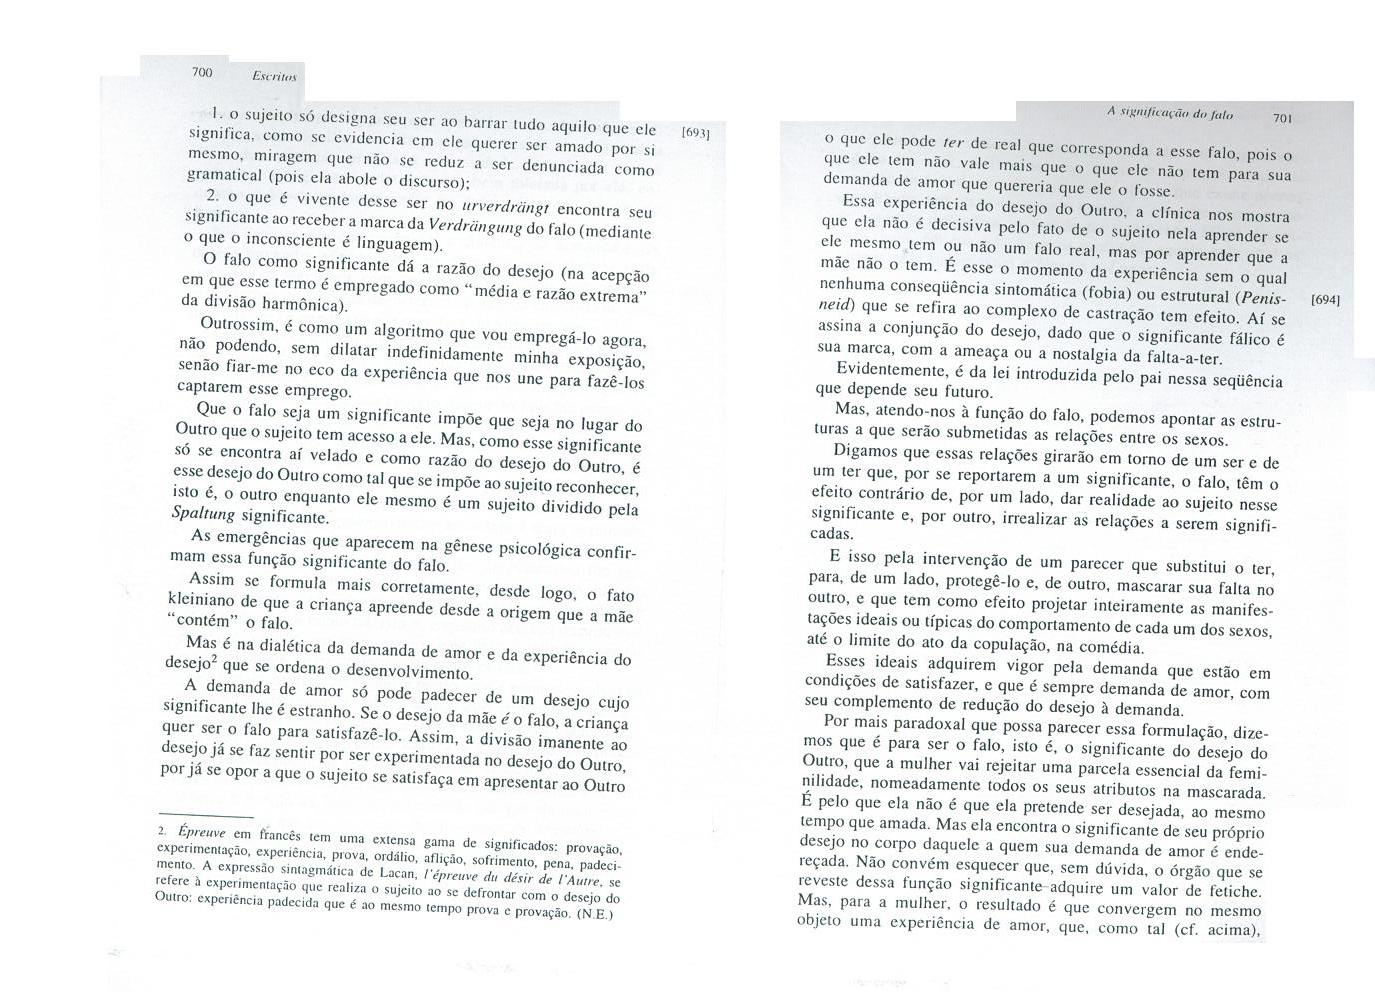 700 Escritos
1. o sujeito só designa seu ser ao barrar tudo aquilo que ele [693]
significa, como se evidencia em ele querer ser amado por si
mesmo, miragem que não se reduz a ser denunciada como
gramatical (pois ela abole o discurso);
2. o que é vivente desse ser no urverdrängt encontra seu
significante ao receber a marca da Verdrängung do falo (mediante
o que o inconsciente é linguagem).
O falo como significante dá a razão do desejo (na acepção
em que esse termo é empregado como “média e razão extrema”
da divisão harmônica).
Outrossim, é como um algoritmo que vou empregá-lo agora,
não podendo, sem dilatar indefinidamente minha exposição,
senão fiar-me no eco da experiência que nos une para fazê-los
captarem esse emprego.
Que o falo seja um significante impõe que seja no lugar do
Outro que o sujeito tem acesso a ele. Mas, como esse significante
só se encontra aí velado e como razão do desejo do Outro, é
esse desejo do Outro como tal que se impõe ao sujeito reconhecer,
isto é, o outro enquanto ele mesmo é um sujeito dividido pela
Spaltung significante.
As emergências que aparecem na gênese psicológica confir-
mam essa função significante do falo.
Assim se formula mais corretamente, desde logo, o fato
kleiniano de que a criança apreende desde a origem que a mãe
“contém” o falo.
Mas é na dialética da demanda de amor e da experiência do
desejo² que se ordena o desenvolvimento.
A demanda de amor só pode padecer de um desejo cujo
significante lhe é estranho. Se o desejo da mãe é o falo, a criança
quer ser o falo para satisfazê-lo. Assim, a divisão imanente ao
desejo já se faz sentir por ser experimentada no desejo do Outro,
por já se opor a que o sujeito se satisfaça em apresentar ao Outro
2. Épreuve em francês tem uma extensa gama de significados: provação,
experimentação, experiência, prova, ordálio, aflição, sofrimento, pena, padeci-
mento. A expressão sintagmática de Lacan, l'épreuve du désir de l'Autre, se
refere à experimentação que realiza o sujeito ao se defrontar com o desejo do
Outro: experiência padecida que é ao mesmo tempo prova e provação. (N.E.)
A significação do falo 701
o que ele pode ter de real que corresponda a esse falo, pois o
que ele tem não vale mais que o que ele não tem para sua
demanda de amor que quereria que ele o fosse.
Essa experiência do desejo do Outro, a clínica nos mostra
que ela não é decisiva pelo fato de o sujeito nela aprender se
ele mesmo tem ou não um falo real, mas por aprender que a
mãe não o tem. É esse o momento da experiência sem o qual
nenhuma conseqüência sintomática (fobia) ou estrutural (Penis- [694]
neid) que se refira ao complexo de castração tem efeito. Aí se
assina a conjunção do desejo, dado que o significante fálico é
sua marca, com a ameaça ou a nostalgia da falta-a-ter.
Evidentemente, é da lei introduzida pelo pai nessa seqüência
que depende seu futuro.
Mas, atendo-nos à função do falo, podemos apontar as estru-
turas a que serão submetidas as relações entre os sexos.
Digamos que essas relações girarão em torno de um ser e de
um ter que, por se reportarem a um significante, o falo, têm o
efeito contrário de, por um lado, dar realidade ao sujeito nesse
significante e, por outro, irrealizar as relações a serem signifi-
cadas.
E isso pela intervenção de um parecer que substitui o ter,
para, de um lado, protegê-lo e, de outro, mascarar sua falta no
outro, e que tem como efeito projetar inteiramente as manifes-
tações ideais ou típicas do comportamento de cada um dos sexos,
até o limite do ato da copulação, na comédia.
Esses ideais adquirem vigor pela demanda que estão em
condições de satisfazer, e que é sempre demanda de amor, com
seu complemento de redução do desejo à demanda.
Por mais paradoxal que possa parecer essa formulação, dize-
mos que é para ser o falo, isto é, o significante do desejo do
Outro, que a mulher vai rejeitar uma parcela essencial da femi-
nilidade, nomeadamente todos os seus atributos na mascarada.
É pelo que ela não é que ela pretende ser desejada, ao mesmo
tempo que amada. Mas ela encontra o significante de seu próprio
desejo no corpo daquele a quem sua demanda de amor é ende-
reçada. Não convém esquecer que, sem dúvida, o órgão que se
reveste dessa função significante adquire um valor de fetiche.
Mas, para a mulher, o resultado é que convergem no mesmo
objeto uma experiência de amor, que, como tal (cf. acima),